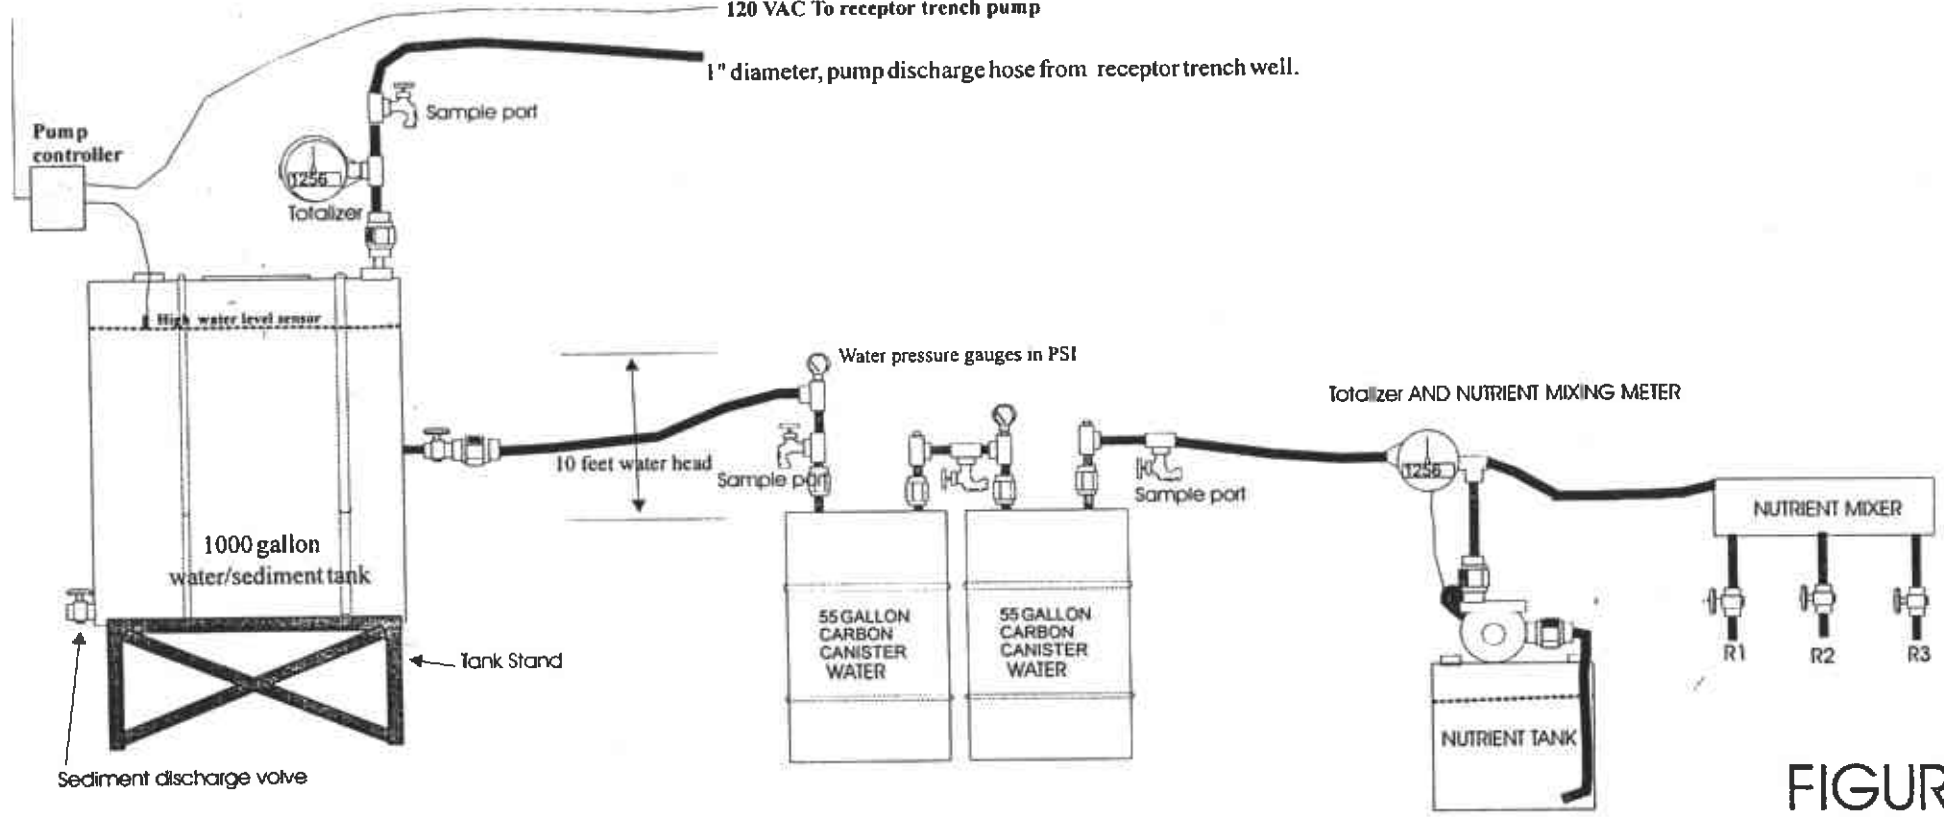 120 VAC To receptor trench pump
1" diameter, pump discharge hose from receptor trench well.
Sample port
Pump
controller
1256
Totalizer
High water level sensor
Water pressure gauges in PSI
Totalizer AND NUTRIENT MIXING METER
10 feet water head
Sample port
1256
Sample port
NUTRIENT MIXER
1000 gallon
water/sediment tank
55 GALLON
CARBON
CANISTER
WATER
55 GALLON
CARBON
CANISTER
WATER
R1
R2
R3
Tank Stand
NUTRIENT TANK
Sediment discharge volve
FIGUR